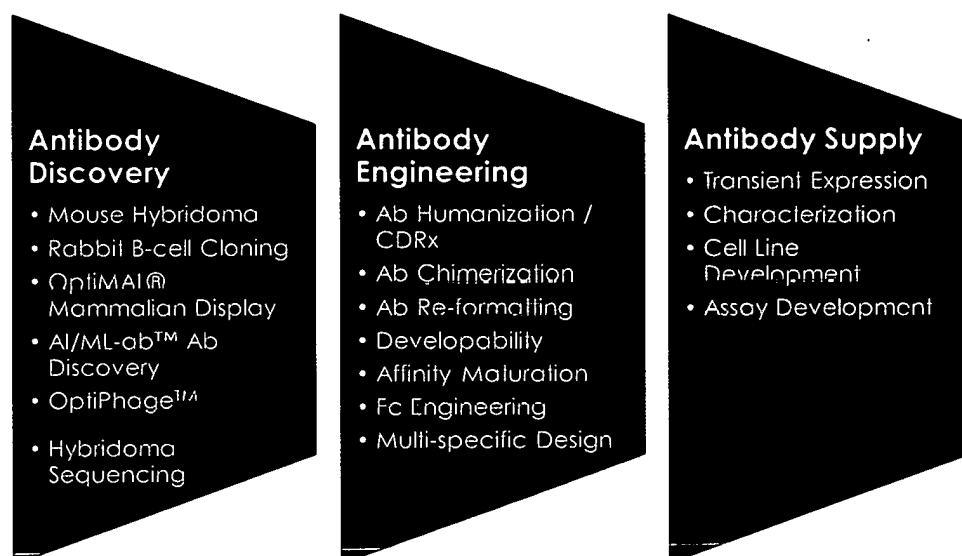 Antibody
Discovery
• Mouse Hybridoma
• Rabbit B-cell Cloning
• OptiMAL®
Mammalian Display
• AI/ML-ab™ Ab
Discovery
• OptiPhage™
• Hybridoma
Sequencing
Antibody
Engineering
• Ab Humanization /
CDRx
• Ab Chimerization
• Ab Re-formatting
• Developability
• Affinity Maturation
• Fc Engineering
• Multi-specific Design
Antibody Supply
• Transient Expression
• Characterization
• Cell Line
Development
• Assay Development